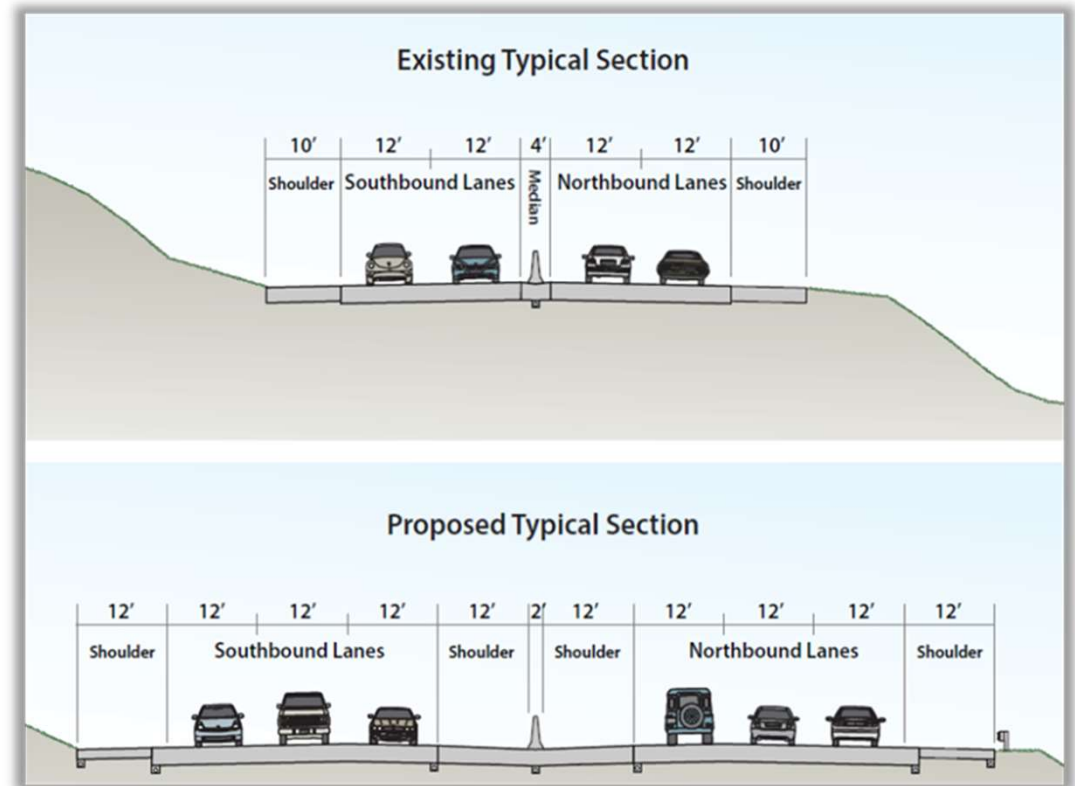 Existing Typical Section
10′ 12′ 12′ 4′ 12′ 12′ 10′
Shoulder Southbound Lanes Median Northbound Lanes Shoulder
Proposed Typical Section
12′ 12′ 12′ 12′ 12′ 2′ 12′ 12′ 12′ 12′ 12′
Shoulder Southbound Lanes Shoulder Shoulder Northbound Lanes Shoulder